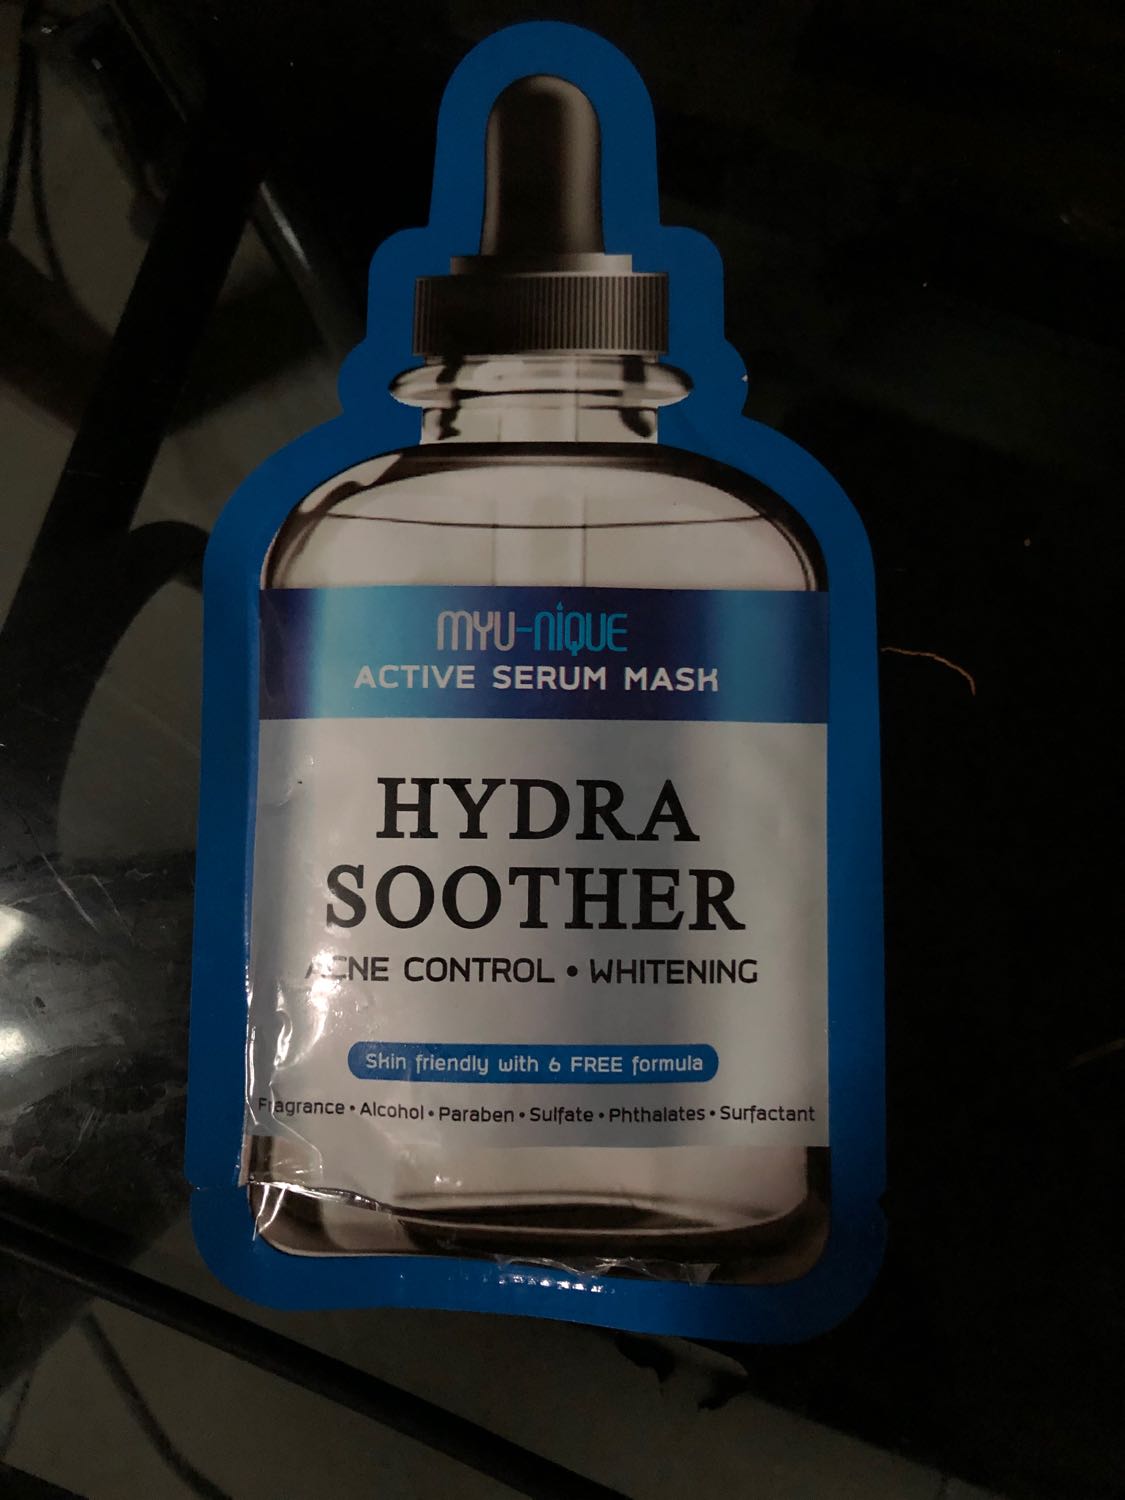 MYU-NIQUE
ACTIVE SERUM MASK
HYDRA
SOOTHER
ACNE CONTROL • WHITENING
Skin friendly with 6 FREE formula
Fragrance • Alcohol • Paraben • Sulfate • Phthalates • Surfactant